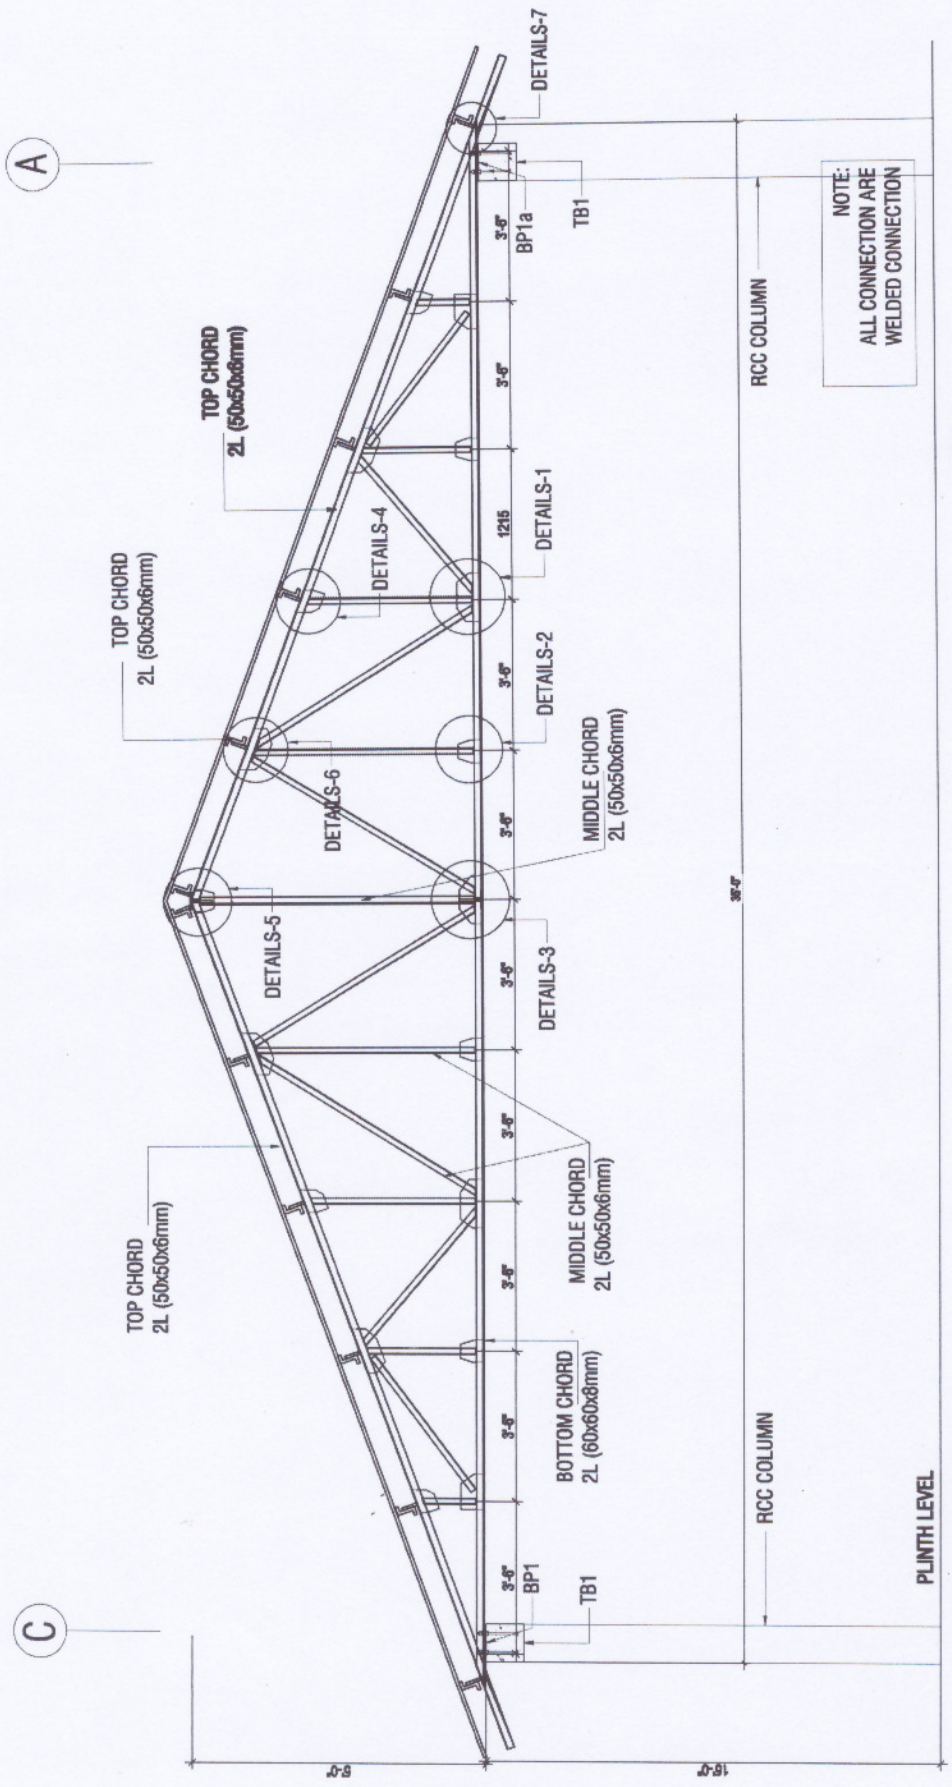 C
A
TOP CHORD
2L (50x50x6mm)
TOP CHORD
2L (50x50x6mm)
TOP CHORD
2L (50x50x6mm)
DETAILS-5
DETAILS-6
DETAILS-4
DETAILS-7
5'-0"
3'-6"
3'-6"
3'-6"
3'-6"
3'-6"
3'-6"
3'-6"
1215
3'-6"
3'-6"
BP1
TB1
BOTTOM CHORD
2L (60x60x8mm)
MIDDLE CHORD
2L (50x50x6mm)
DETAILS-3
MIDDLE CHORD
2L (50x50x6mm)
DETAILS-2
DETAILS-1
BP1a
TB1
RCC COLUMN
RCC COLUMN
NOTE:
ALL CONNECTION ARE
WELDED CONNECTION
PLINTH LEVEL